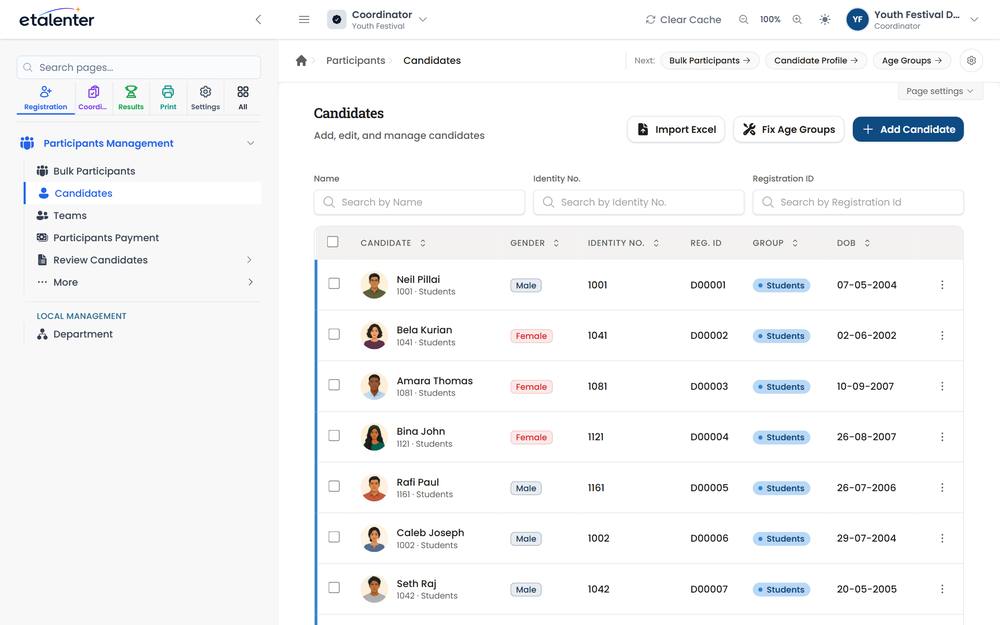 etalenter
Coordinator
Youth Festival
Clear Cache
100%
YF
Youth Festival D...
Coordinator
Search pages...
Registration
Coordi...
Results
Print
Settings
All
Participants Management
Bulk Participants
Candidates
Teams
Participants Payment
Review Candidates
More
LOCAL MANAGEMENT
Department
Participants
Candidates
Next:
Bulk Participants →
Candidate Profile →
Age Groups →
Page settings
Candidates
Add, edit, and manage candidates
Import Excel
Fix Age Groups
+ Add Candidate
Name
Identity No.
Registration ID
Search by Name
Search by Identity No.
Search by Registration Id
CANDIDATE GENDER IDENTITY NO. REG. ID GROUP DOB
Neil Pillai
1001 · Students
Male 1001 D00001 Students 07-05-2004
Bela Kurian
1041 · Students
Female 1041 D00002 Students 02-06-2002
Amara Thomas
1081 · Students
Female 1081 D00003 Students 10-09-2007
Bina John
1121 · Students
Female 1121 D00004 Students 26-08-2007
Rafi Paul
1161 · Students
Male 1161 D00005 Students 26-07-2006
Caleb Joseph
1002 · Students
Male 1002 D00006 Students 29-07-2004
Seth Raj
1042 · Students
Male 1042 D00007 Students 20-05-2005